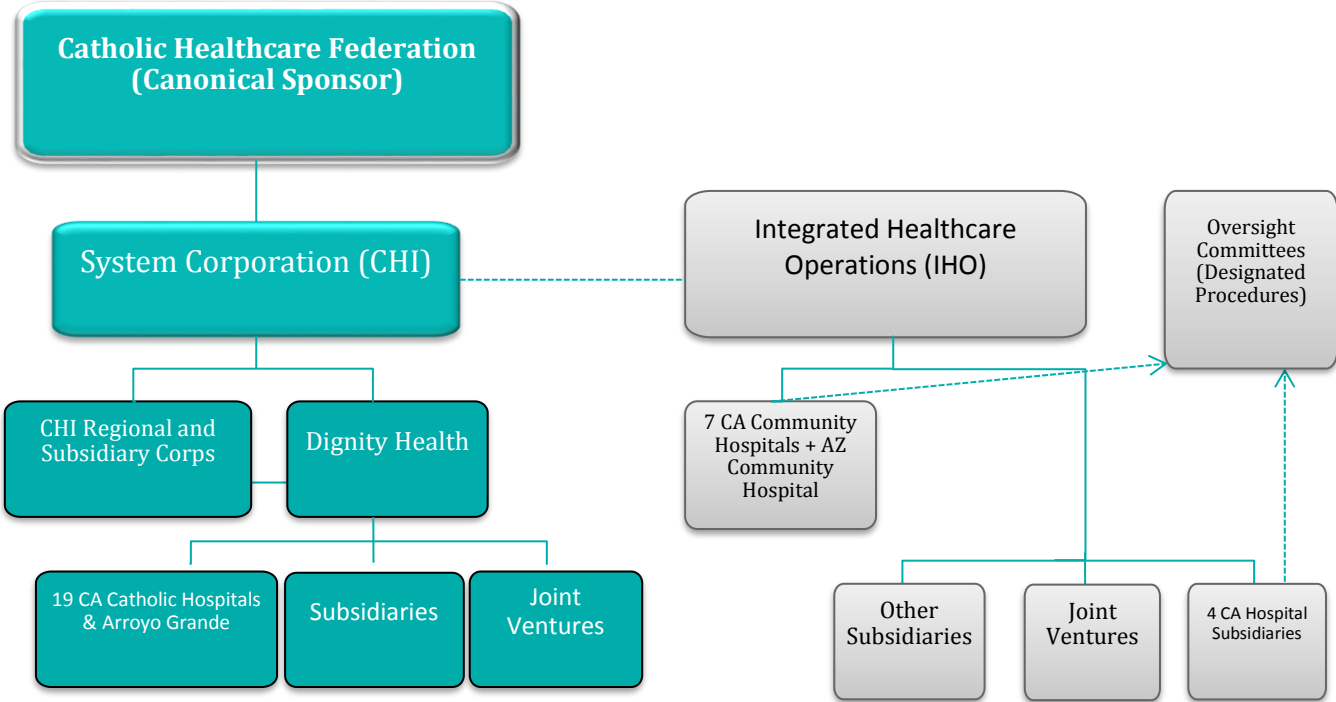 Catholic Healthcare Federation
(Canonical Sponsor)
System Corporation (CHI)
Integrated Healthcare
Operations (IHO)
Oversight
Committees
(Designated
Procedures)
CHI Regional and
Subsidiary Corps
Dignity Health
7 CA Community
Hospitals + AZ
Community
Hospital
19 CA Catholic Hospitals
& Arroyo Grande
Subsidiaries
Joint
Ventures
Other
Subsidiaries
Joint
Ventures
4 CA Hospital
Subsidiaries